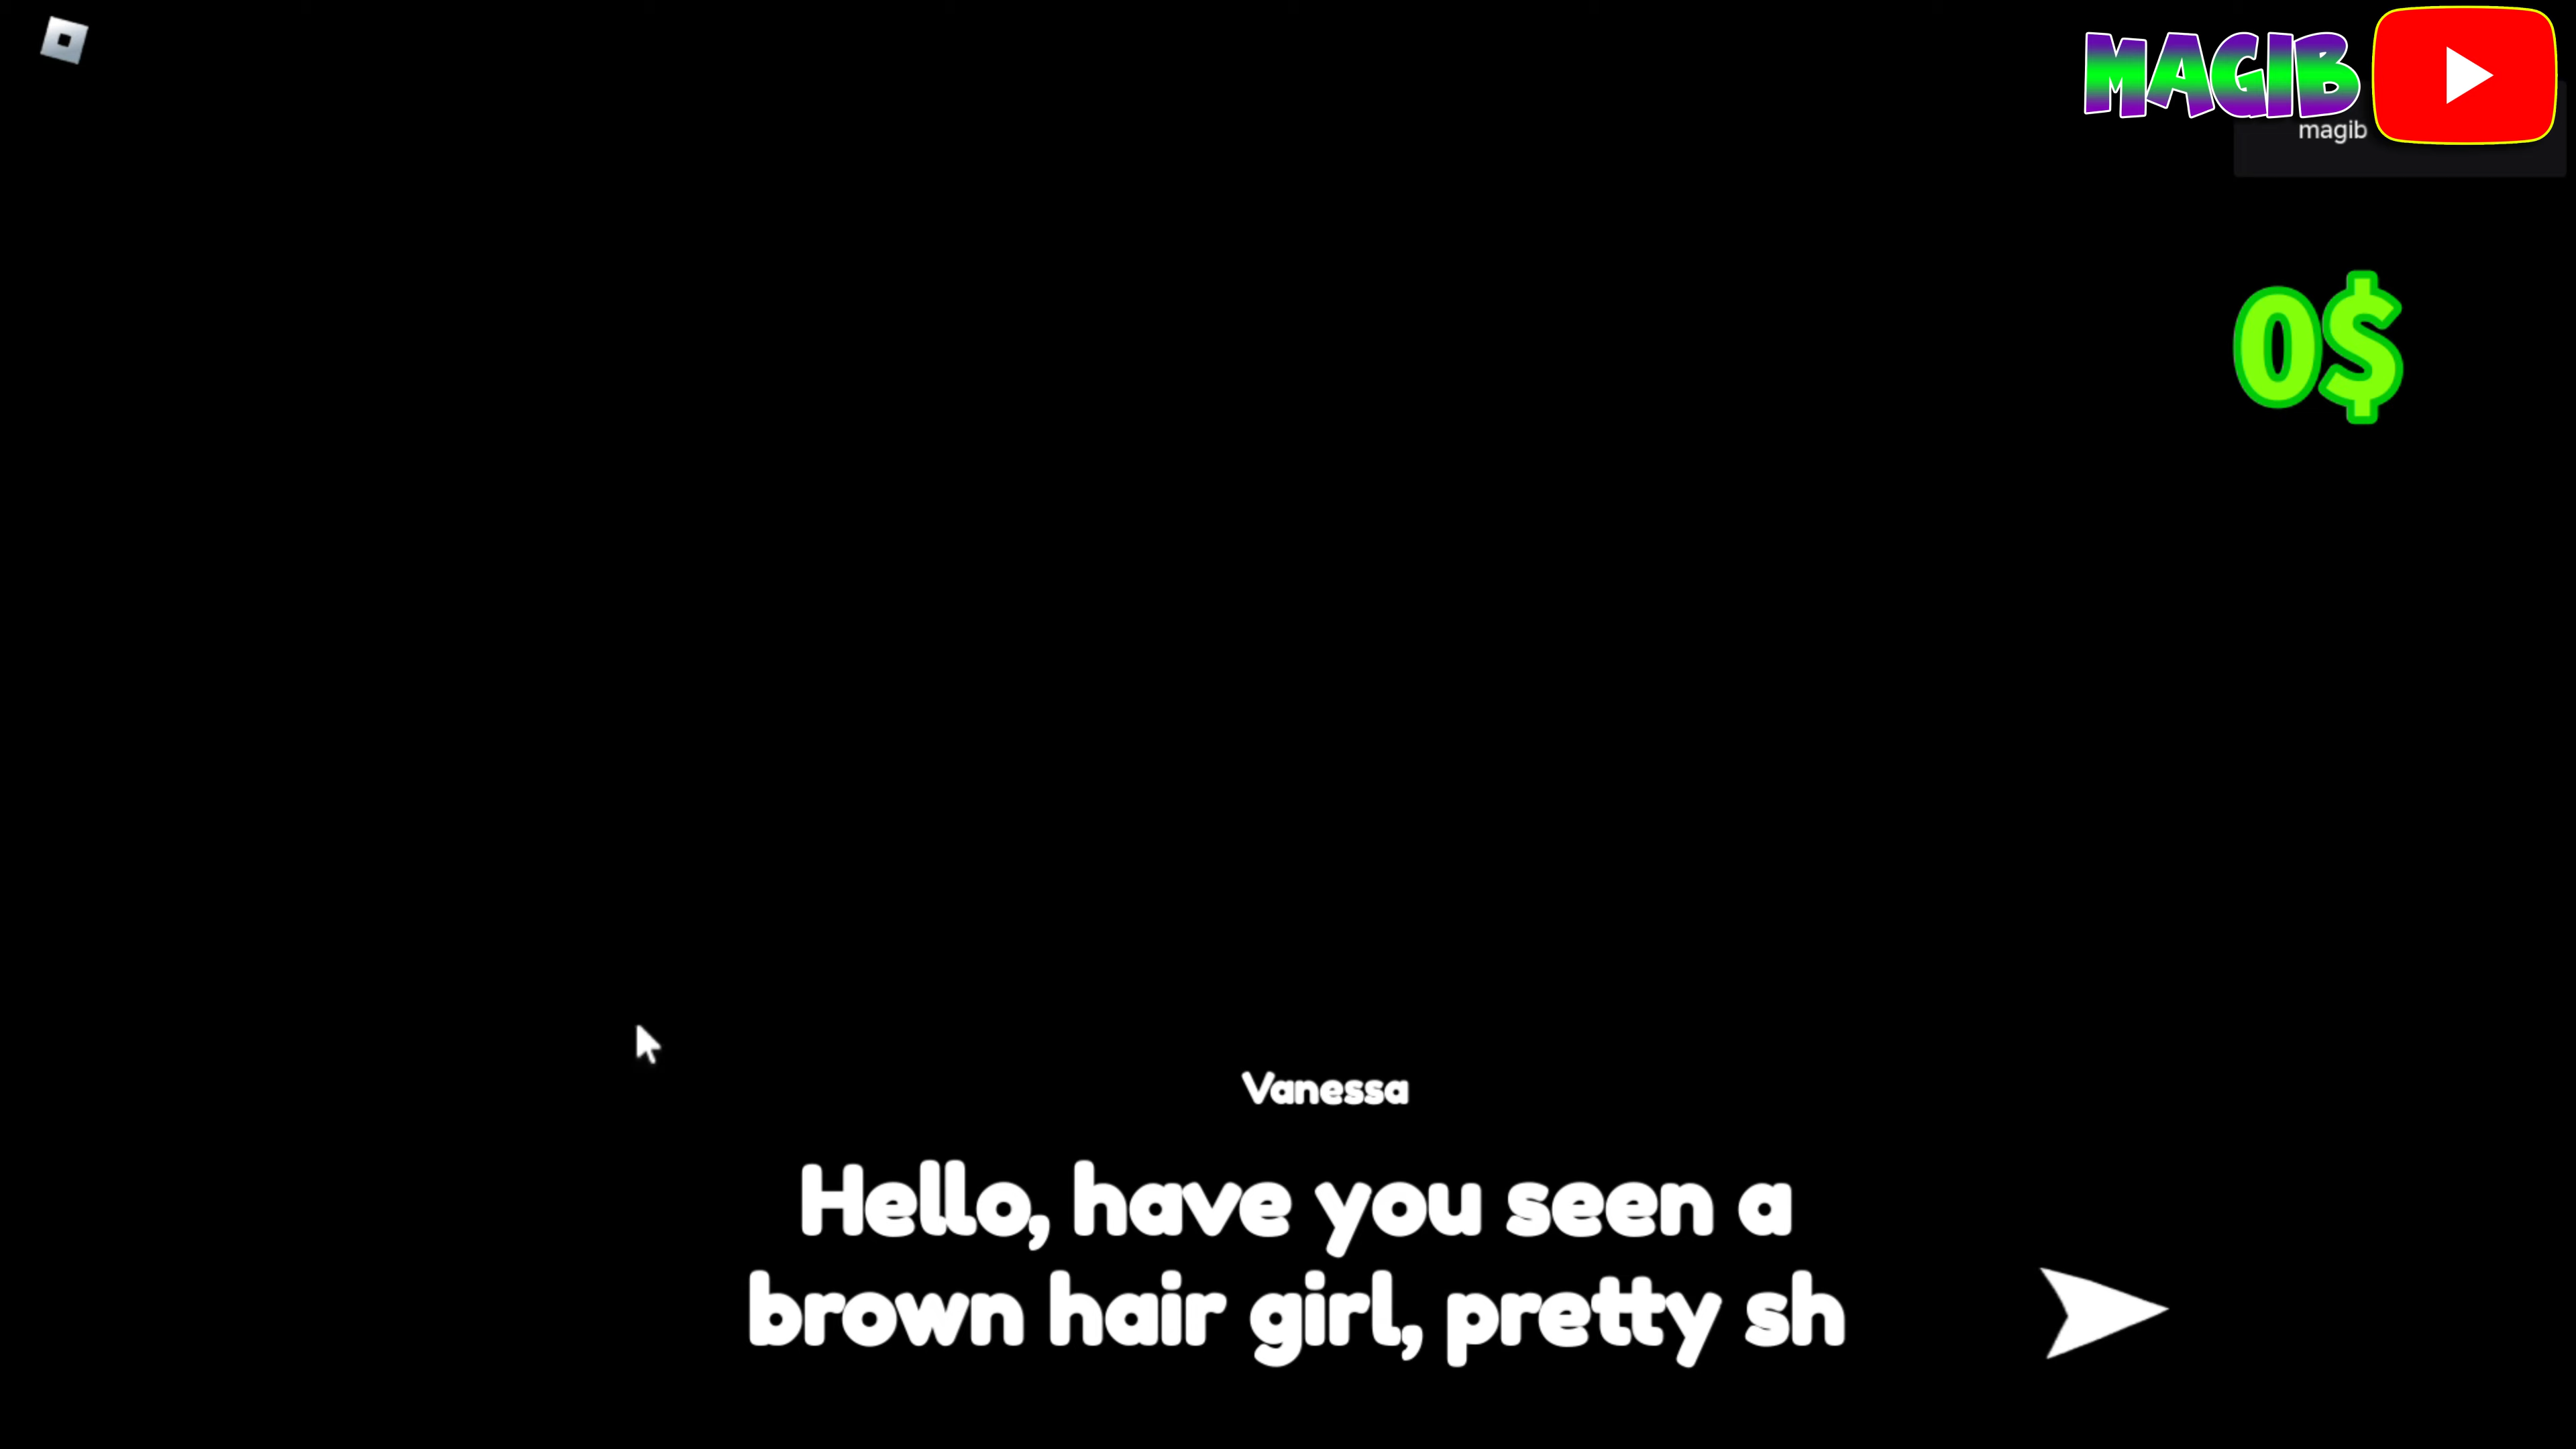 MAGIB
magib
0$
Vanessa
Hello, have you seen a
brown hair girl, pretty sh